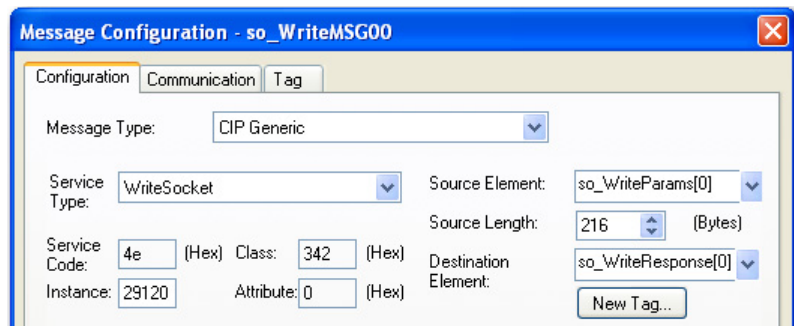 Message Configuration - so_WriteMSG00
Configuration Communication Tag
Message Type: CIP Generic
Service Type: WriteSocket
Source Element: so_WriteParams[0]
Source Length: 216 (Bytes)
Service Code: 4e (Hex) Class: 342 (Hex)
Destination Element: so_WriteResponse[0]
Instance: 29120 Attribute: 0 (Hex)
New Tag...